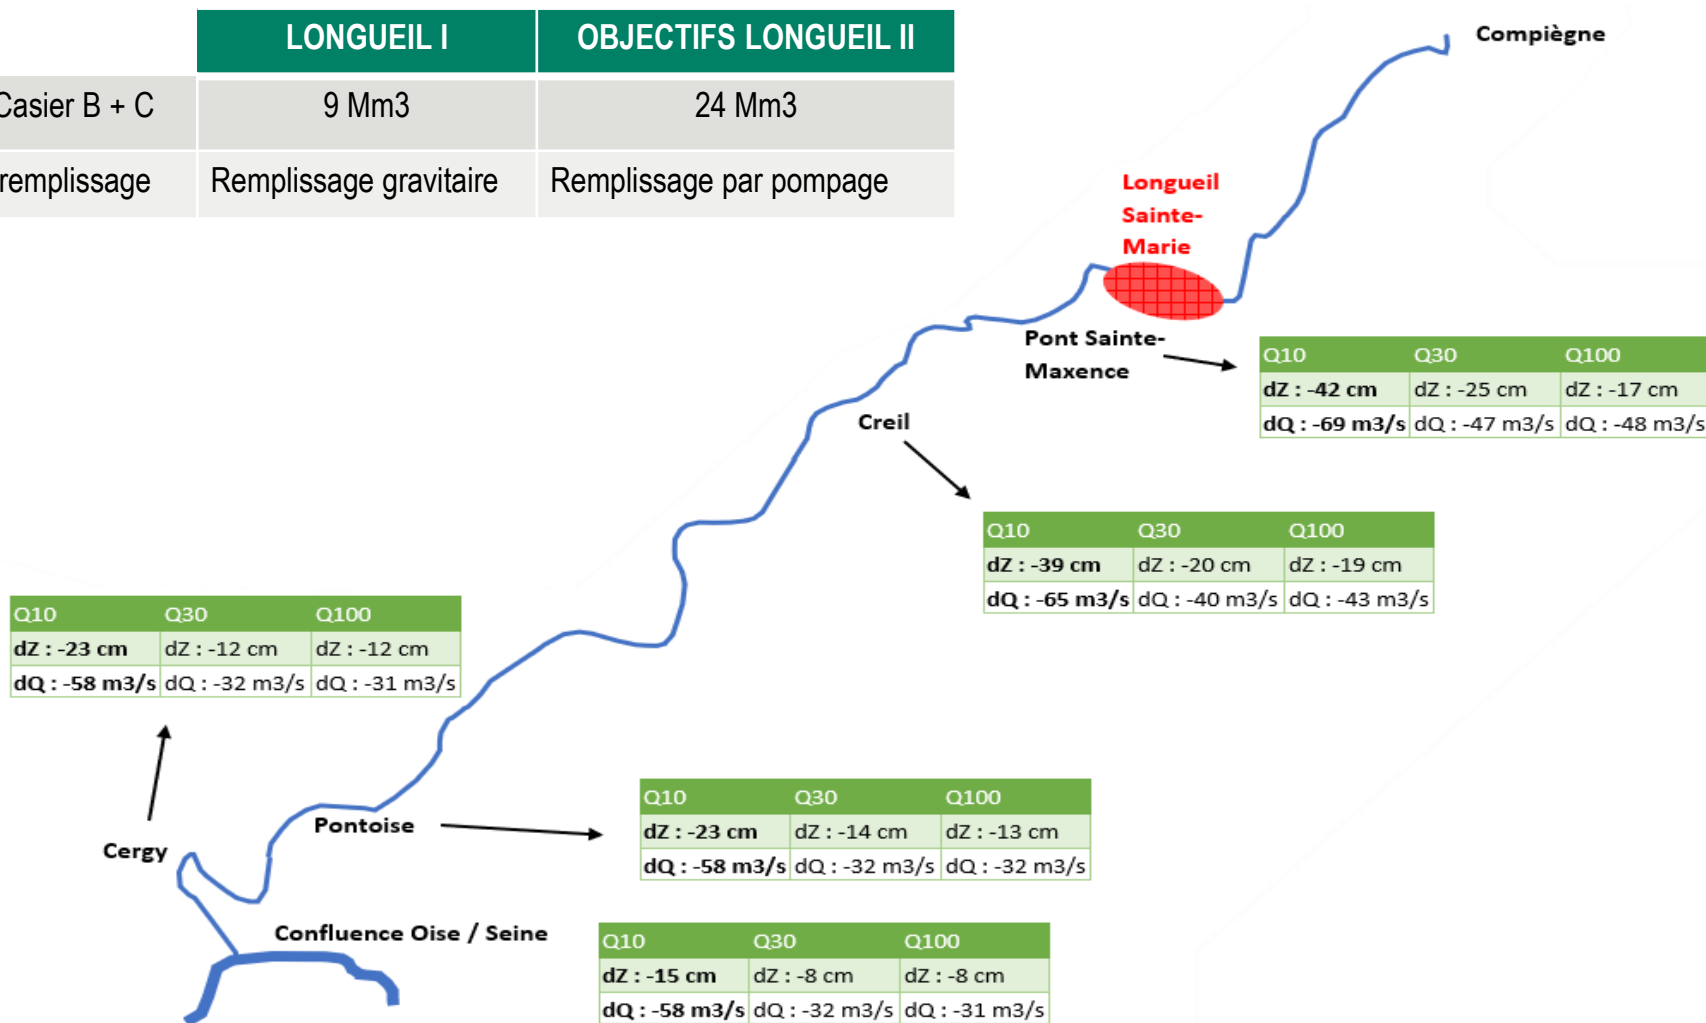 LONGUEIL I OBJECTIFS LONGUEIL II
Casier B + C 9 Mm3 24 Mm3
remplissage Remplissage gravitaire Remplissage par pompage
Compiègne
Longueil
Sainte-
Marie
Pont Sainte-
Maxence
Q10 Q30 Q100
dZ : -42 cm dZ : -25 cm dZ : -17 cm
dQ : -69 m3/s dQ : -47 m3/s dQ : -48 m3/s
Creil
Q10 Q30 Q100
dZ : -39 cm dZ : -20 cm dZ : -19 cm
dQ : -65 m3/s dQ : -40 m3/s dQ : -43 m3/s
Q10 Q30 Q100
dZ : -23 cm dZ : -12 cm dZ : -12 cm
dQ : -58 m3/s dQ : -32 m3/s dQ : -31 m3/s
Cergy
Pontoise
Q10 Q30 Q100
dZ : -23 cm dZ : -14 cm dZ : -13 cm
dQ : -58 m3/s dQ : -32 m3/s dQ : -32 m3/s
Confluence Oise / Seine
Q10 Q30 Q100
dZ : -15 cm dZ : -8 cm dZ : -8 cm
dQ : -58 m3/s dQ : -32 m3/s dQ : -31 m3/s